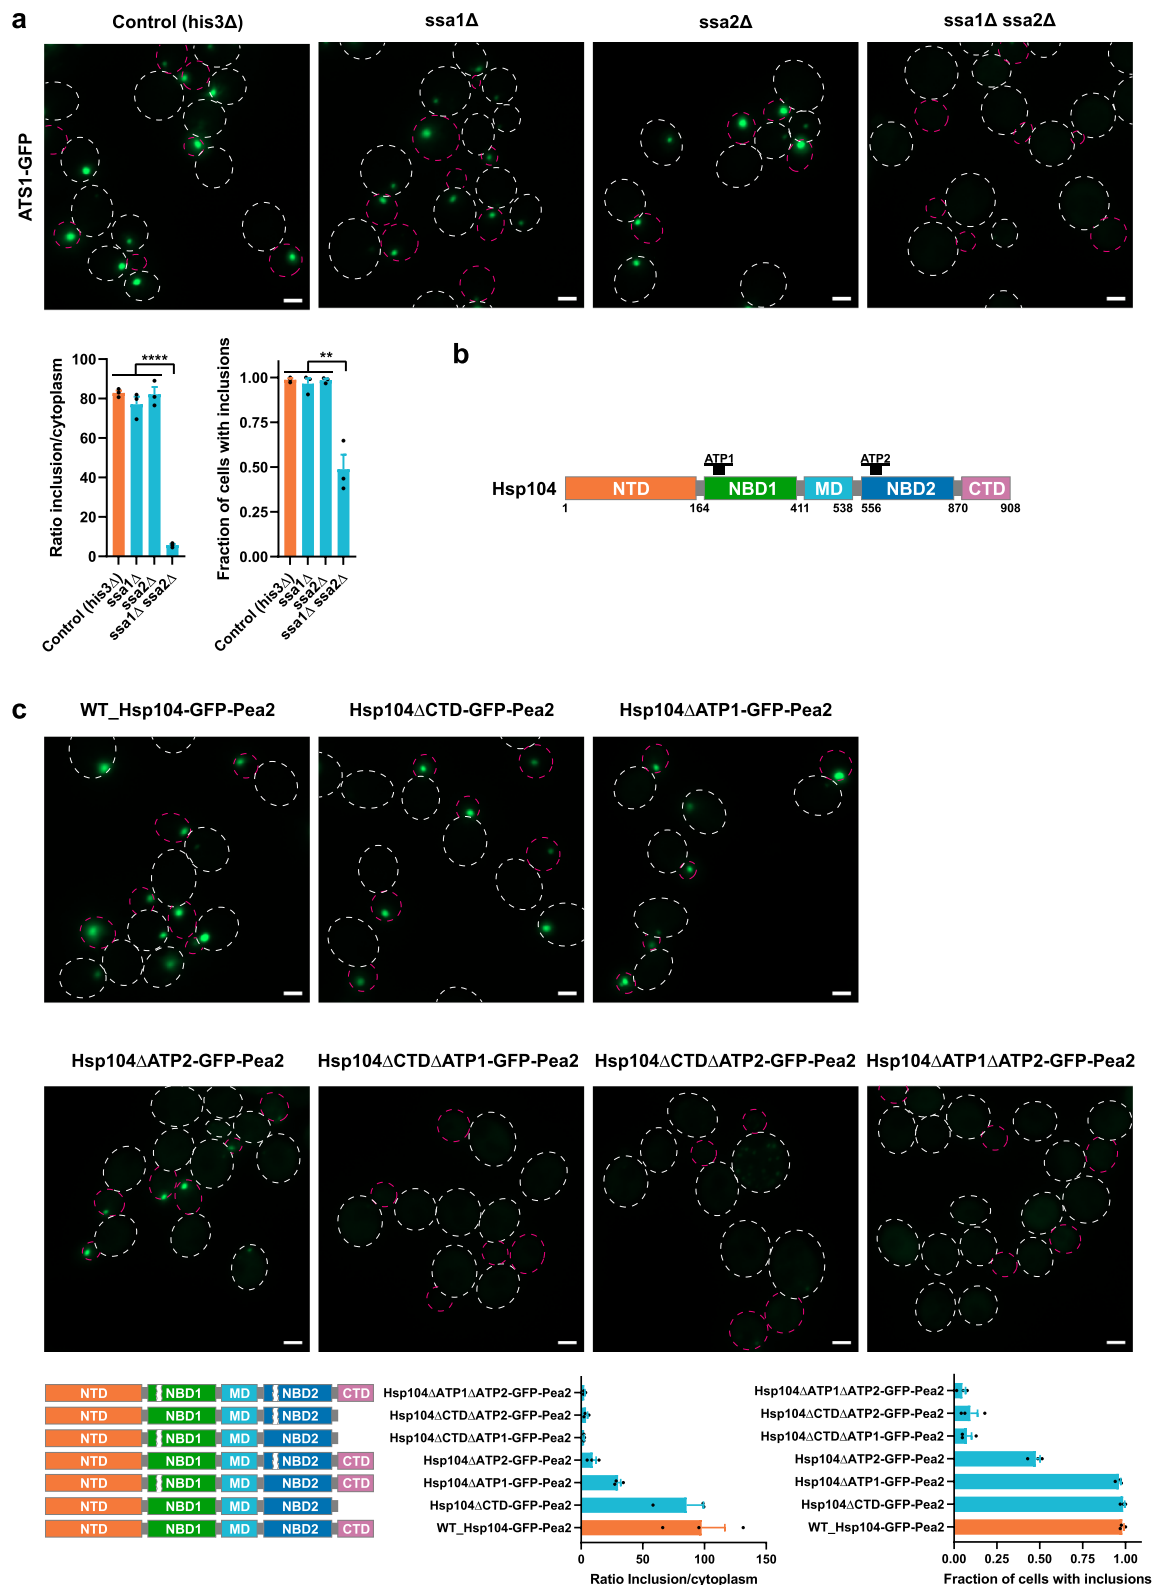 a
Control (his3Δ)
ssa1Δ
ssa2Δ
ssa1Δ ssa2Δ
ATS1-GFP
Ratio inclusion/cytoplasm
100
80
60
40
20
0
****
Control (his3Δ)
ssa1Δ
ssa2Δ
ssa1Δ ssa2Δ
Fraction of cells with inclusions
1.00
0.75
0.50
0.25
0.00
**
Control (his3Δ)
ssa1Δ
ssa2Δ
ssa1Δ ssa2Δ
b
ATP1 ATP2
Hsp104 NTD NBD1 MD NBD2 CTD
1 164 411 538 556 870 908
c
WT_Hsp104-GFP-Pea2
Hsp104ΔCTD-GFP-Pea2
Hsp104ΔATP1-GFP-Pea2
Hsp104ΔATP2-GFP-Pea2
Hsp104ΔCTDΔATP1-GFP-Pea2
Hsp104ΔCTDΔATP2-GFP-Pea2
Hsp104ΔATP1ΔATP2-GFP-Pea2
NTD NBD1 MD NBD2 CTD
NTD NBD1 MD NBD2
NTD NBD1 MD NBD2
NTD NBD1 MD NBD2 CTD
NTD NBD1 MD NBD2 CTD
NTD NBD1 MD NBD2
NTD NBD1 MD NBD2 CTD
Hsp104ΔATP1ΔATP2-GFP-Pea2
Hsp104ΔCTDΔATP2-GFP-Pea2
Hsp104ΔCTDΔATP1-GFP-Pea2
Hsp104ΔATP2-GFP-Pea2
Hsp104ΔATP1-GFP-Pea2
Hsp104ΔCTD-GFP-Pea2
WT_Hsp104-GFP-Pea2
0 50 100 150
Ratio Inclusion/cytoplasm
Hsp104ΔATP1ΔATP2-GFP-Pea2
Hsp104ΔCTDΔATP2-GFP-Pea2
Hsp104ΔCTDΔATP1-GFP-Pea2
Hsp104ΔATP2-GFP-Pea2
Hsp104ΔATP1-GFP-Pea2
Hsp104ΔCTD-GFP-Pea2
WT_Hsp104-GFP-Pea2
0.00 0.25 0.50 0.75 1.00
Fraction of cells with inclusions